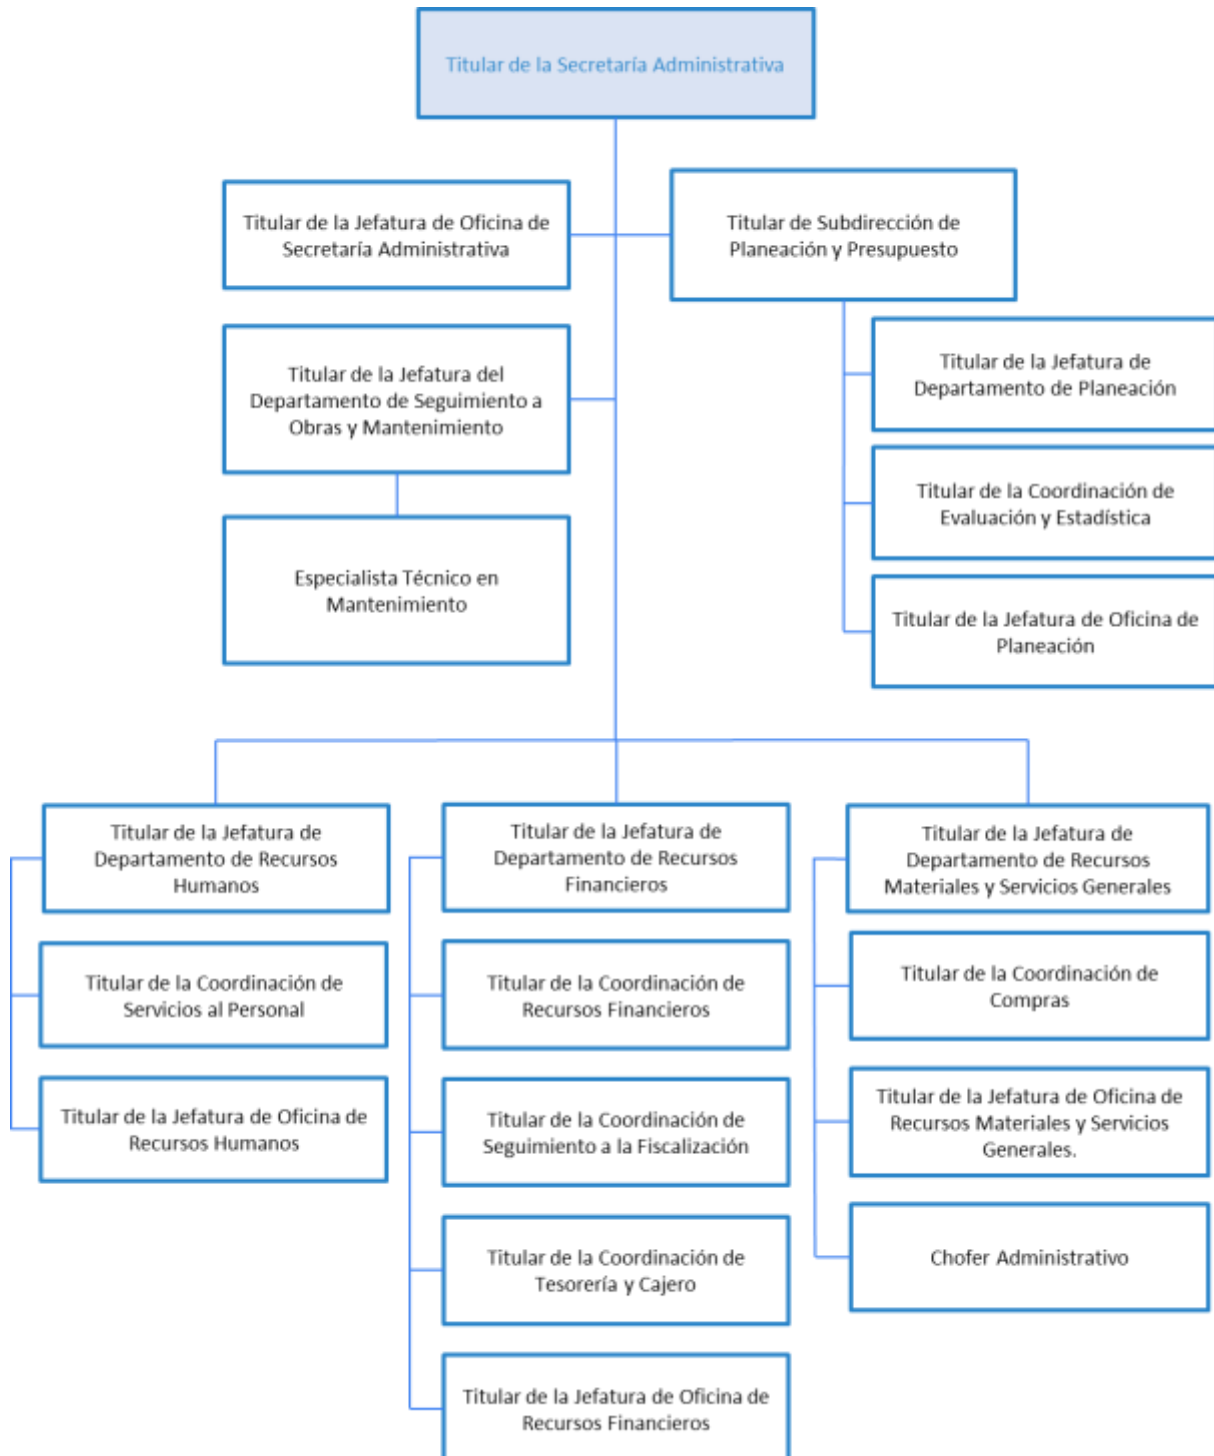 Titular de la Secretaría Administrativa
Titular de la Jefatura de Oficina de
Secretaría Administrativa
Titular de Subdirección de
Planeación y Presupuesto
Titular de la Jefatura del
Departamento de Seguimiento a
Obras y Mantenimiento
Especialista Técnico en
Mantenimiento
Titular de la Jefatura de
Departamento de Planeación
Titular de la Coordinación de
Evaluación y Estadística
Titular de la Jefatura de Oficina de
Planeación
Titular de la Jefatura de
Departamento de Recursos
Humanos
Titular de la Coordinación de
Servicios al Personal
Titular de la Jefatura de Oficina de
Recursos Humanos
Titular de la Jefatura de
Departamento de Recursos
Financieros
Titular de la Coordinación de
Recursos Financieros
Titular de la Coordinación de
Seguimiento a la Fiscalización
Titular de la Coordinación de
Tesorería y Cajero
Titular de la Jefatura de Oficina de
Recursos Financieros
Titular de la Jefatura de
Departamento de Recursos
Materiales y Servicios Generales
Titular de la Coordinación de
Compras
Titular de la Jefatura de Oficina de
Recursos Materiales y Servicios
Generales.
Chofer Administrativo